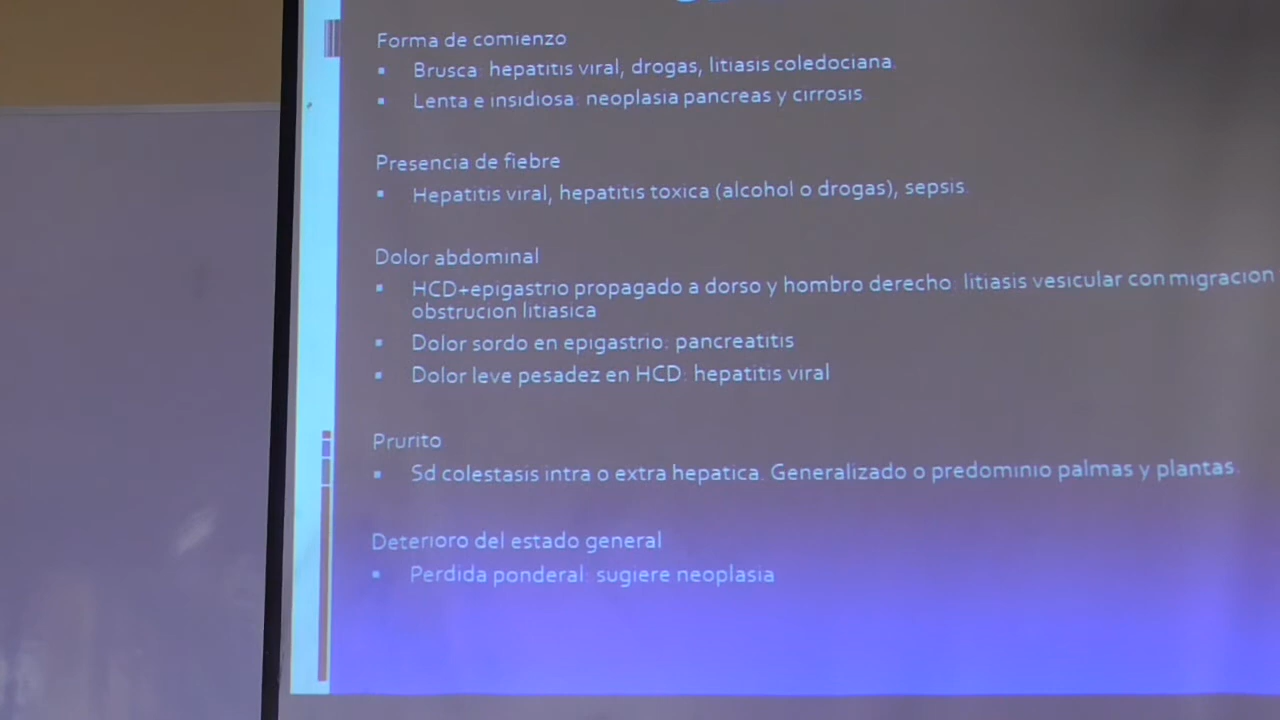 Forma de comienzo
Brusca: hepatitis viral, drogas, litiasis coledociana.
Lenta e insidiosa: neoplasia pancreas y cirrosis.
Presencia de fiebre
Hepatitis viral, hepatitis toxica (alcohol o drogas), sepsis.
Dolor abdominal
HCD+epigastrio propagado a dorso y hombro derecho: litiasis vesicular con migracion
obstrucion litiasica
Dolor sordo en epigastrio: pancreatitis
Dolor leve pesadez en HCD: hepatitis viral
Prurito
Sd colestasis intra o extra hepatica. Generalizado o predominio palmas y plantas.
Deterioro del estado general
Perdida ponderal: sugiere neoplasia